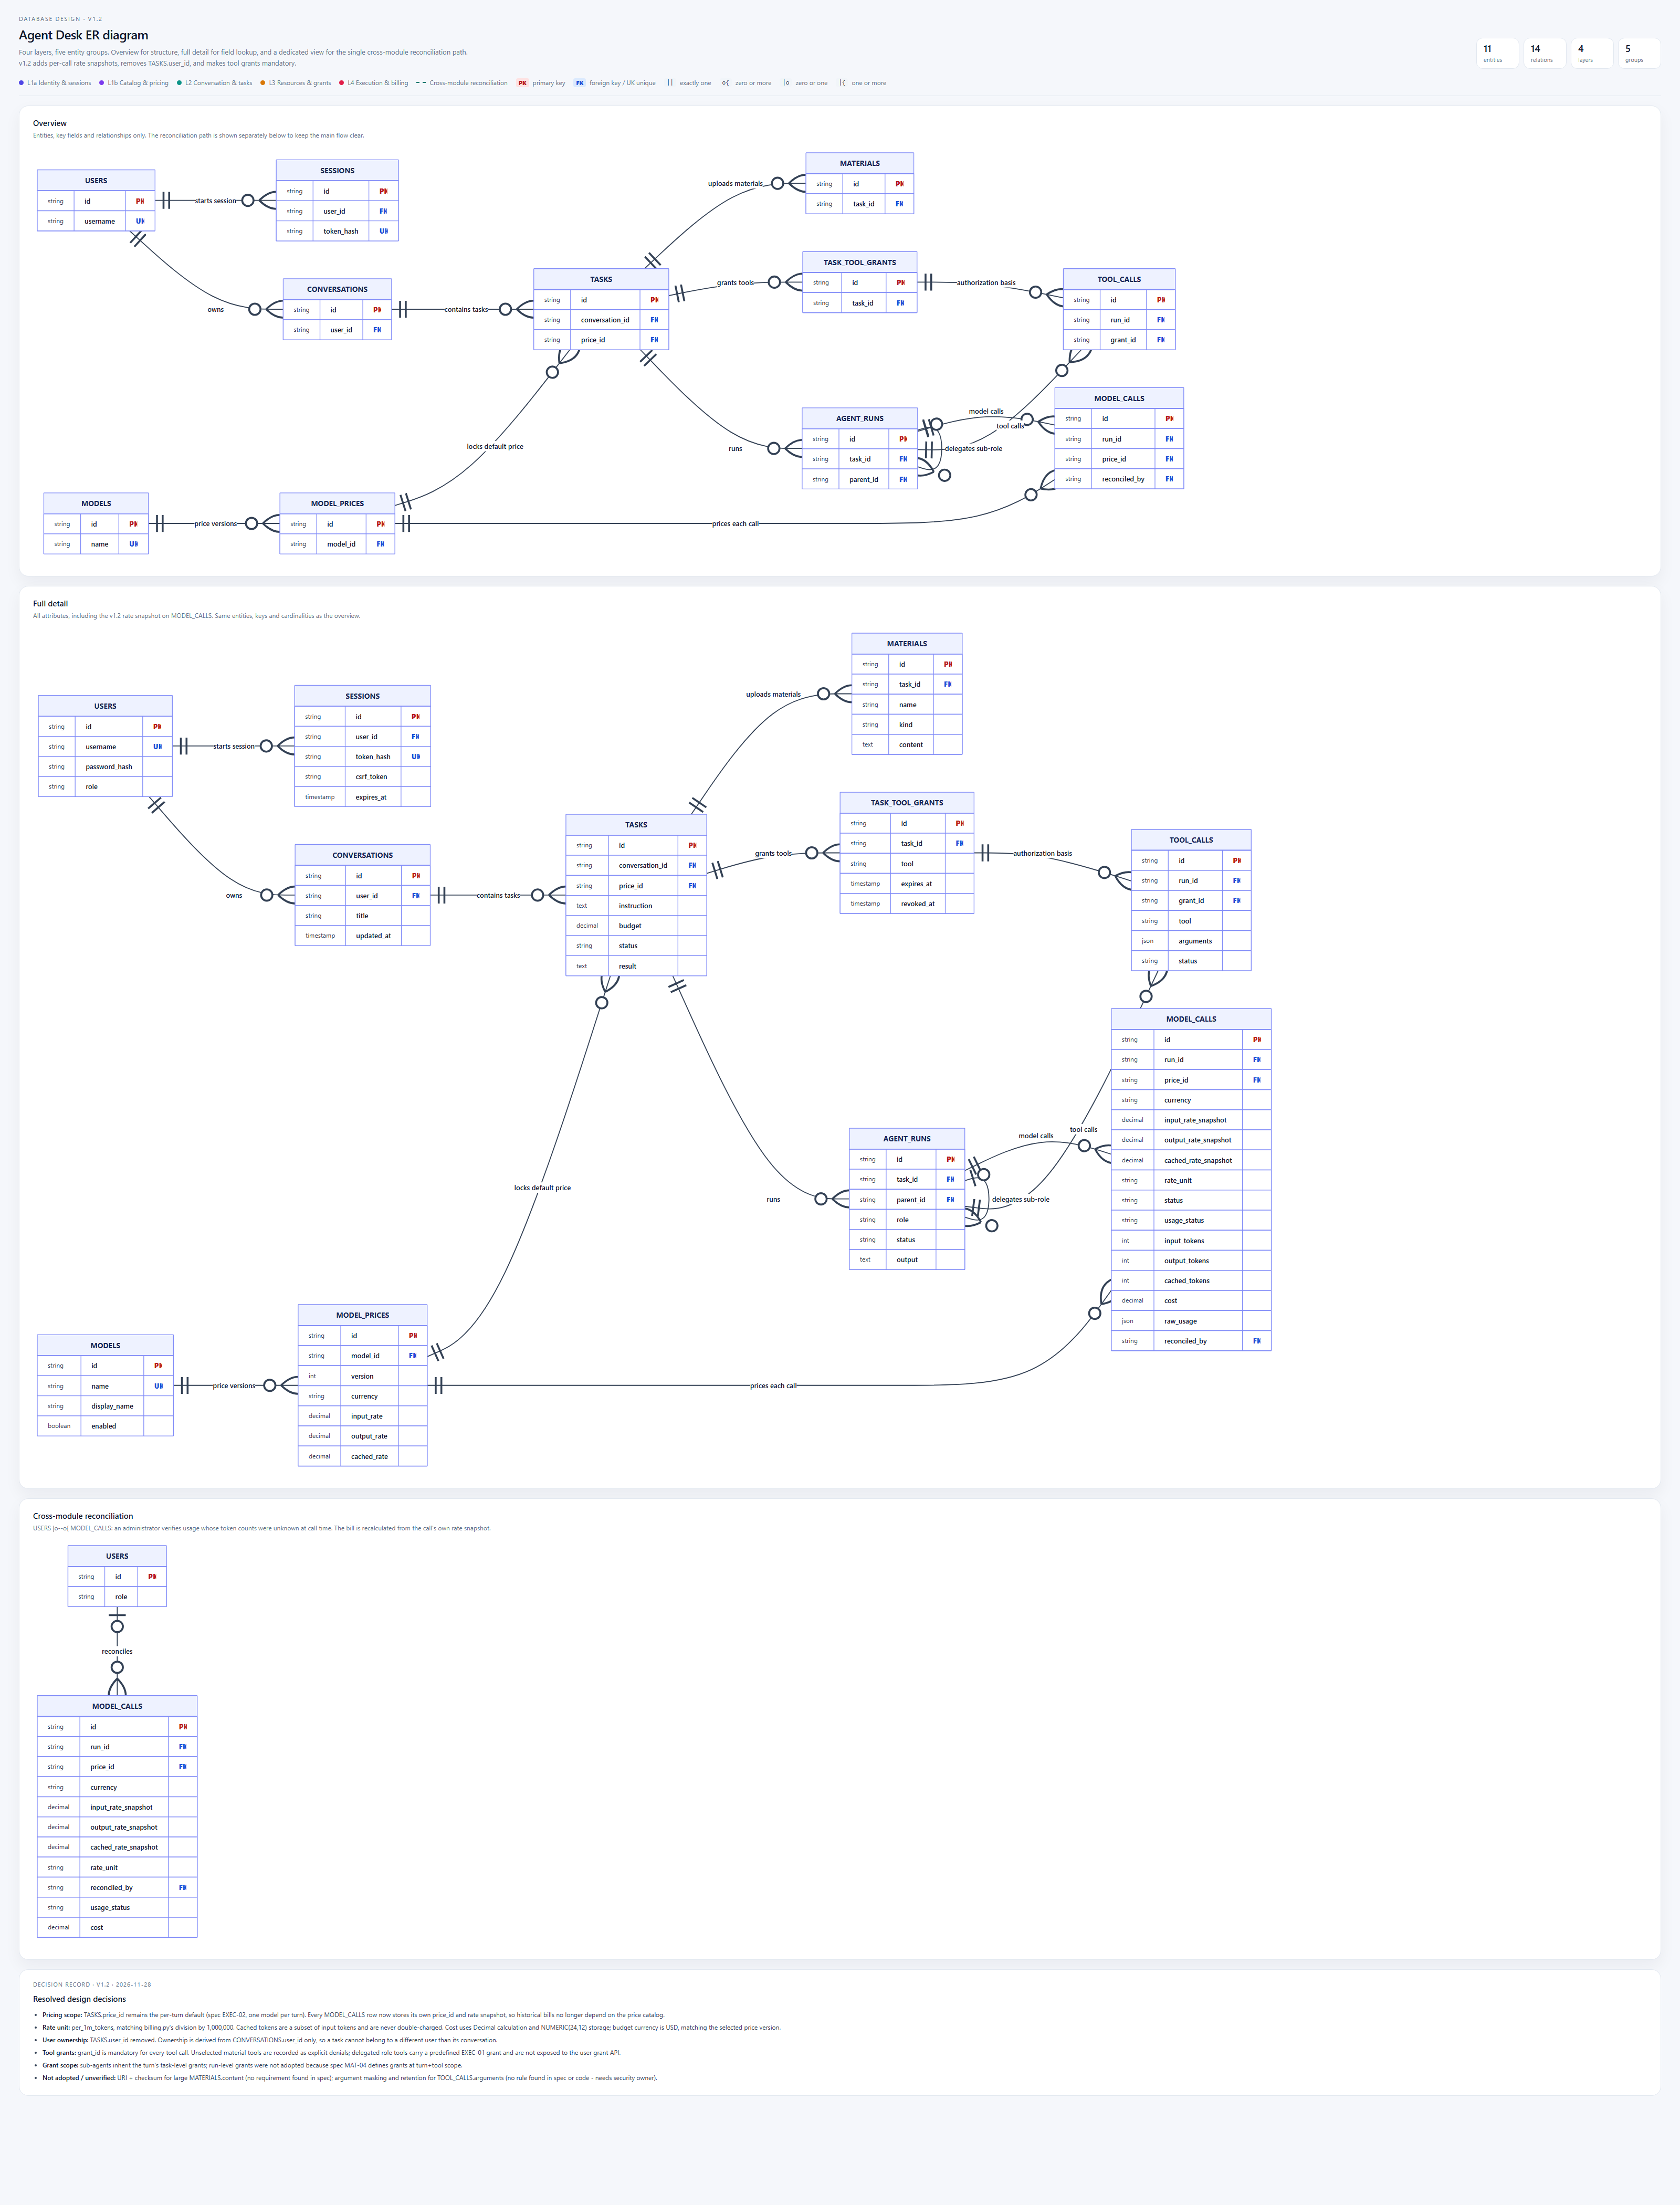 DATABASE DESIGN · V1.2
Agent Desk ER diagram
Four layers, five entity groups. Overview for structure, full detail for field lookup, and a dedicated view for the single cross-module reconciliation path.
v1.2 adds per-call rate snapshots, removes TASKS.user_id, and makes tool grants mandatory.
11 entities
14 relations
4 layers
5 groups
L1a Identity & sessions L1b Catalog & pricing L2 Conversation & tasks L3 Resources & grants L4 Execution & billing Cross-module reconciliation PK primary key FK foreign key / UK unique || exactly one o{ zero or more |o zero or one |{ one or more
Overview
Entities, key fields and relationships only. The reconciliation path is shown separately below to keep the main flow clear.
USERS
string id PK
string username UK
starts session
SESSIONS
string id PK
string user_id FK
string token_hash UK
owns
CONVERSATIONS
string id PK
string user_id FK
contains tasks
TASKS
string id PK
string conversation_id FK
string price_id FK
uploads materials
MATERIALS
string id PK
string task_id FK
grants tools
TASK_TOOL_GRANTS
string id PK
string task_id FK
authorization basis
TOOL_CALLS
string id PK
string run_id FK
string grant_id FK
locks default price
runs
AGENT_RUNS
string id PK
string task_id FK
string parent_id FK
model calls
tool calls
delegates sub-role
MODEL_CALLS
string id PK
string run_id FK
string price_id FK
string reconciled_by FK
MODELS
string id PK
string name UK
price versions
MODEL_PRICES
string id PK
string model_id FK
prices each call
Full detail
All attributes, including the v1.2 rate snapshot on MODEL_CALLS. Same entities, keys and cardinalities as the overview.
MATERIALS
string id PK
string task_id FK
string name
string kind
text content
uploads materials
USERS
string id PK
string username UK
string password_hash
string role
starts session
SESSIONS
string id PK
string user_id FK
string token_hash UK
string csrf_token
timestamp expires_at
owns
CONVERSATIONS
string id PK
string user_id FK
string title
timestamp updated_at
contains tasks
TASKS
string id PK
string conversation_id FK
string price_id FK
text instruction
decimal budget
string status
text result
grants tools
TASK_TOOL_GRANTS
string id PK
string task_id FK
string tool
timestamp expires_at
timestamp revoked_at
authorization basis
TOOL_CALLS
string id PK
string run_id FK
string grant_id FK
string tool
json arguments
string status
MODEL_CALLS
string id PK
string run_id FK
string price_id FK
string currency
decimal input_rate_snapshot
decimal output_rate_snapshot
decimal cached_rate_snapshot
string rate_unit
string status
string usage_status
int input_tokens
int output_tokens
int cached_tokens
decimal cost
json raw_usage
string reconciled_by FK
locks default price
runs
AGENT_RUNS
string id PK
string task_id FK
string parent_id FK
string role
string status
text output
model calls
tool calls
delegates sub-role
MODELS
string id PK
string name UK
string display_name
boolean enabled
price versions
MODEL_PRICES
string id PK
string model_id FK
int version
string currency
decimal input_rate
decimal output_rate
decimal cached_rate
prices each call
Cross-module reconciliation
USERS |o--o{ MODEL_CALLS: an administrator verifies usage whose token counts were unknown at call time. The bill is recalculated from the call's own rate snapshot.
USERS
string id PK
string role
reconciles
MODEL_CALLS
string id PK
string run_id FK
string price_id FK
string currency
decimal input_rate_snapshot
decimal output_rate_snapshot
decimal cached_rate_snapshot
string rate_unit
string reconciled_by FK
string usage_status
decimal cost
DECISION RECORD · V1.2 · 2026-11-28
Resolved design decisions
• Pricing scope: TASKS.price_id remains the per-turn default (spec EXEC-02, one model per turn). Every MODEL_CALLS row now stores its own price_id and rate snapshot, so historical bills no longer depend on the price catalog.
• Rate unit: per_1m_tokens, matching billing.py's division by 1,000,000. Cached tokens are a subset of input tokens and are never double-charged. Cost uses Decimal calculation and NUMERIC(24,12) storage; budget currency is USD, matching the selected price version.
• User ownership: TASKS.user_id removed. Ownership is derived from CONVERSATIONS.user_id only, so a task cannot belong to a different user than its conversation.
• Tool grants: grant_id is mandatory for every tool call. Unselected material tools are recorded as explicit denials; delegated role tools carry a predefined EXEC-01 grant and are not exposed to the user grant API.
• Grant scope: sub-agents inherit the turn's task-level grants; run-level grants were not adopted because spec MAT-04 defines grants at turn+tool scope.
• Not adopted / unverified: URI + checksum for large MATERIALS.content (no requirement found in spec); argument masking and retention for TOOL_CALLS.arguments (no rule found in spec or code - needs security owner).